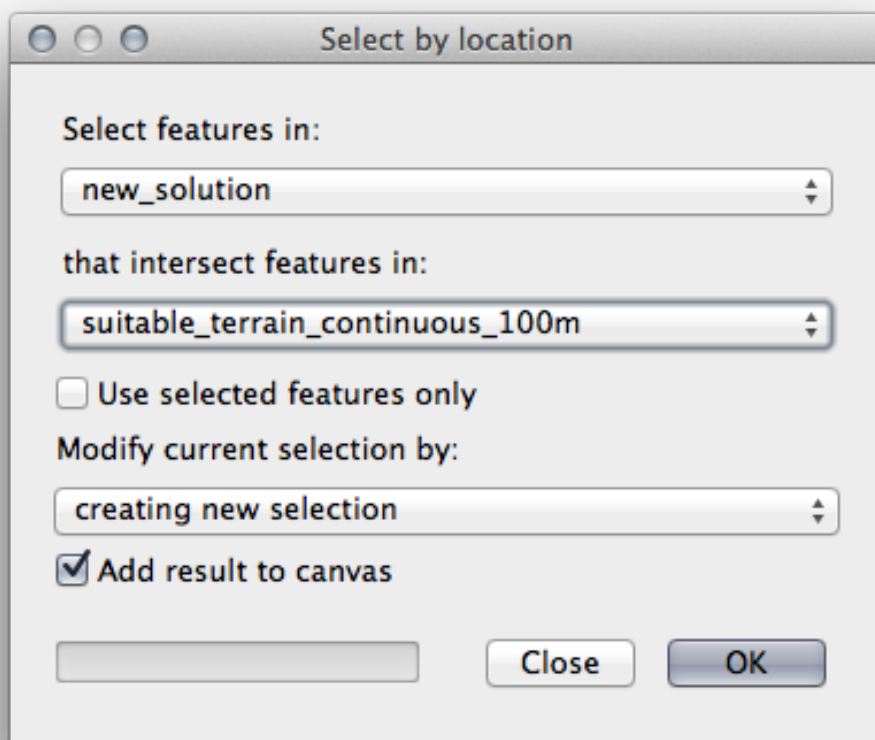 Select by location
Select features in:
new_solution
that intersect features in:
suitable_terrain_continuous_100m
Use selected features only
Modify current selection by:
creating new selection
Add result to canvas
Close
OK